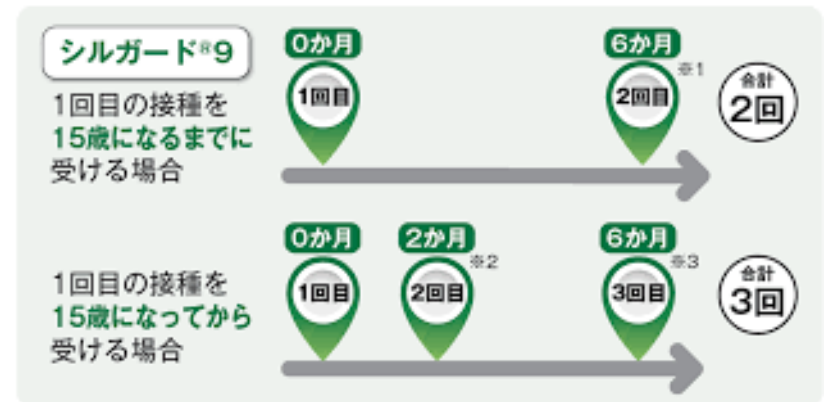 シルガード®9
1回目の接種を
15歳になるまでに
受ける場合
0か月
1回目
6か月
2回目
※1
合計
2回
1回目の接種を
15歳になってから
受ける場合
0か月
1回目
2か月
2回目
※2
6か月
3回目
※3
合計
3回